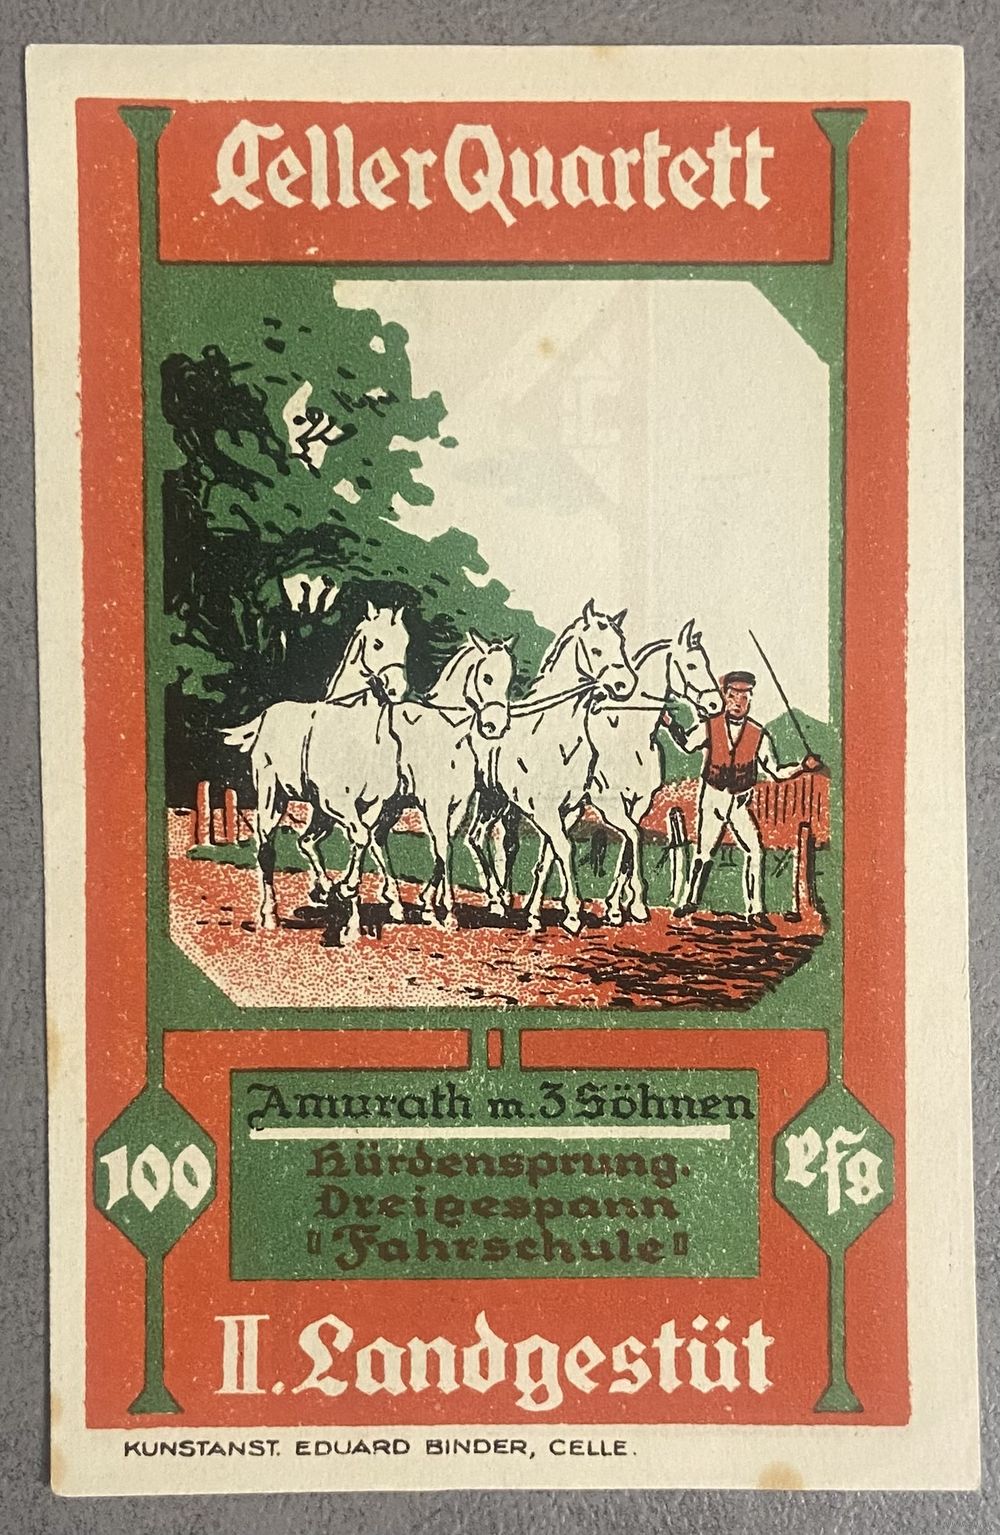 Celler Quartett
Amurath m. 3 Söhnen
100
Pfg
Hürdensprung.
Dreigespann
"Fahrschule"
II. Landgestüt
KUNSTANST. EDUARD BINDER, CELLE.